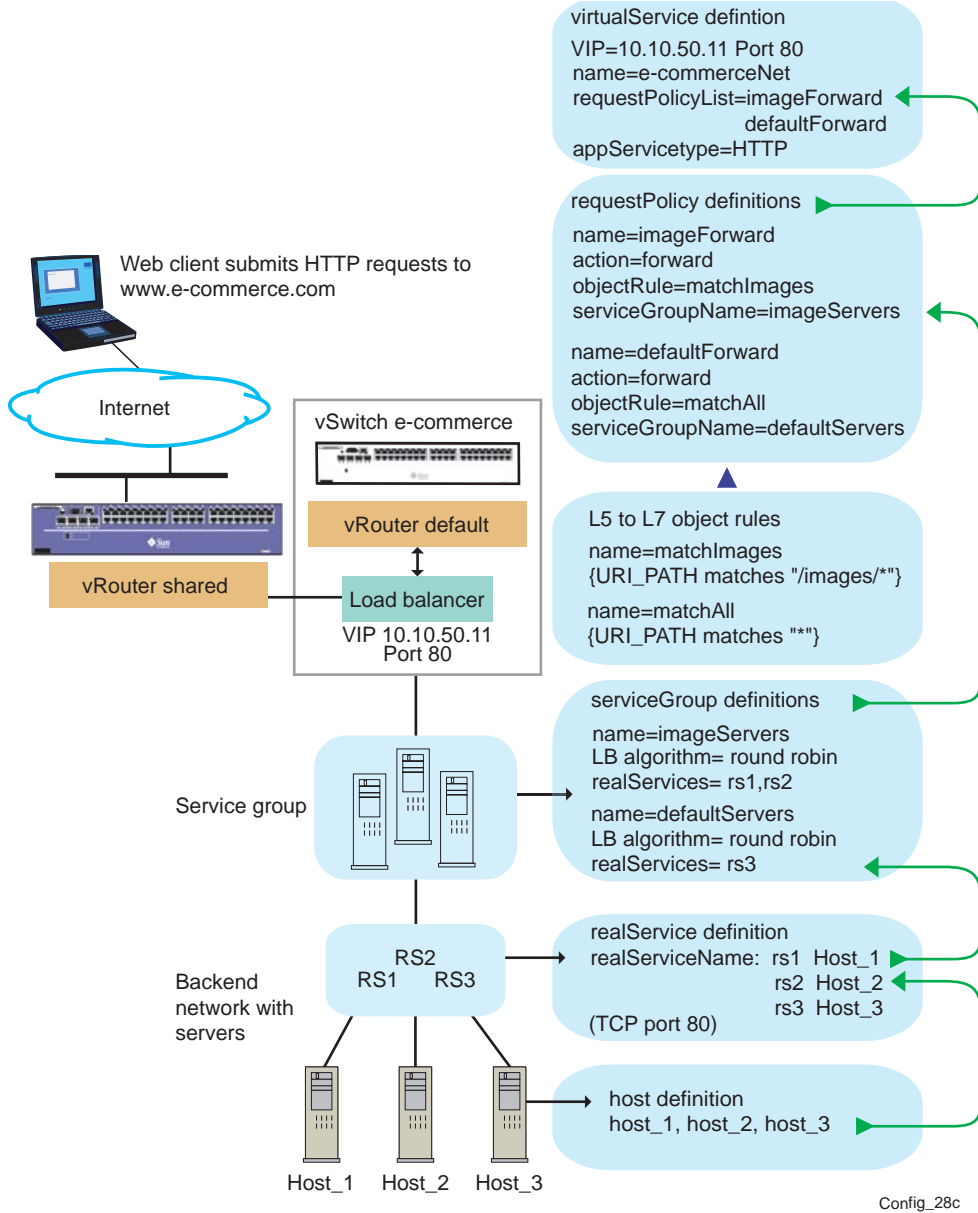 virtualService defintion
VIP=10.10.50.11 Port 80
name=e-commerceNet
requestPolicyList=imageForward
defaultForward
appServicetype=HTTP
requestPolicy definitions
name=imageForward
action=forward
objectRule=matchImages
serviceGroupName=imageServers
name=defaultForward
action=forward
objectRule=matchAll
serviceGroupName=defaultServers
Web client submits HTTP requests to
www.e-commerce.com
Internet
vSwitch e-commerce
vRouter default
vRouter shared
Load balancer
VIP 10.10.50.11
Port 80
L5 to L7 object rules
name=matchImages
{URI_PATH matches "/images/*"}
name=matchAll
{URI_PATH matches "*"}
serviceGroup definitions
name=imageServers
LB algorithm= round robin
realServices= rs1,rs2
name=defaultServers
LB algorithm= round robin
realServices= rs3
Service group
realService definition
realServiceName: rs1 Host_1
rs2 Host_2
rs3 Host_3
(TCP port 80)
RS2
RS1 RS3
Backend
network with
servers
host definition
host_1, host_2, host_3
Host_1 Host_2 Host_3
Config_28c